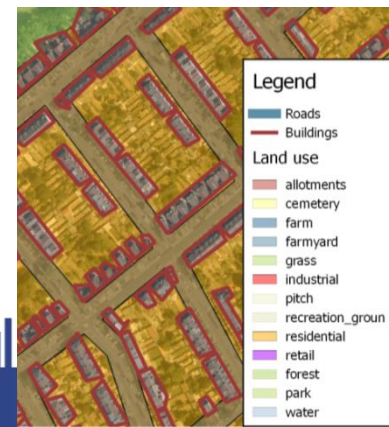 Legend
Roads
Buildings
Land use
allotments
cemetery
farm
farmyard
grass
industrial
pitch
recreation_groun
residential
retail
forest
park
water